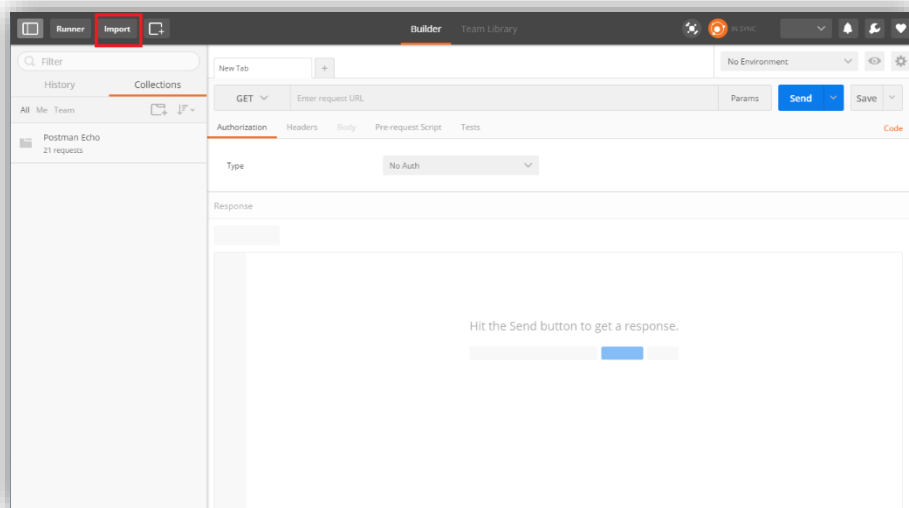 Runner Import Builder Team Library IN SYNC
Filter
History Collections
All Me Team
Postman Echo
21 requests
New Tab + No Environment
GET Enter request URL Params Send Save
Authorization Headers Body Pre-request Script Tests Code
Type No Auth
Response
Hit the Send button to get a response.